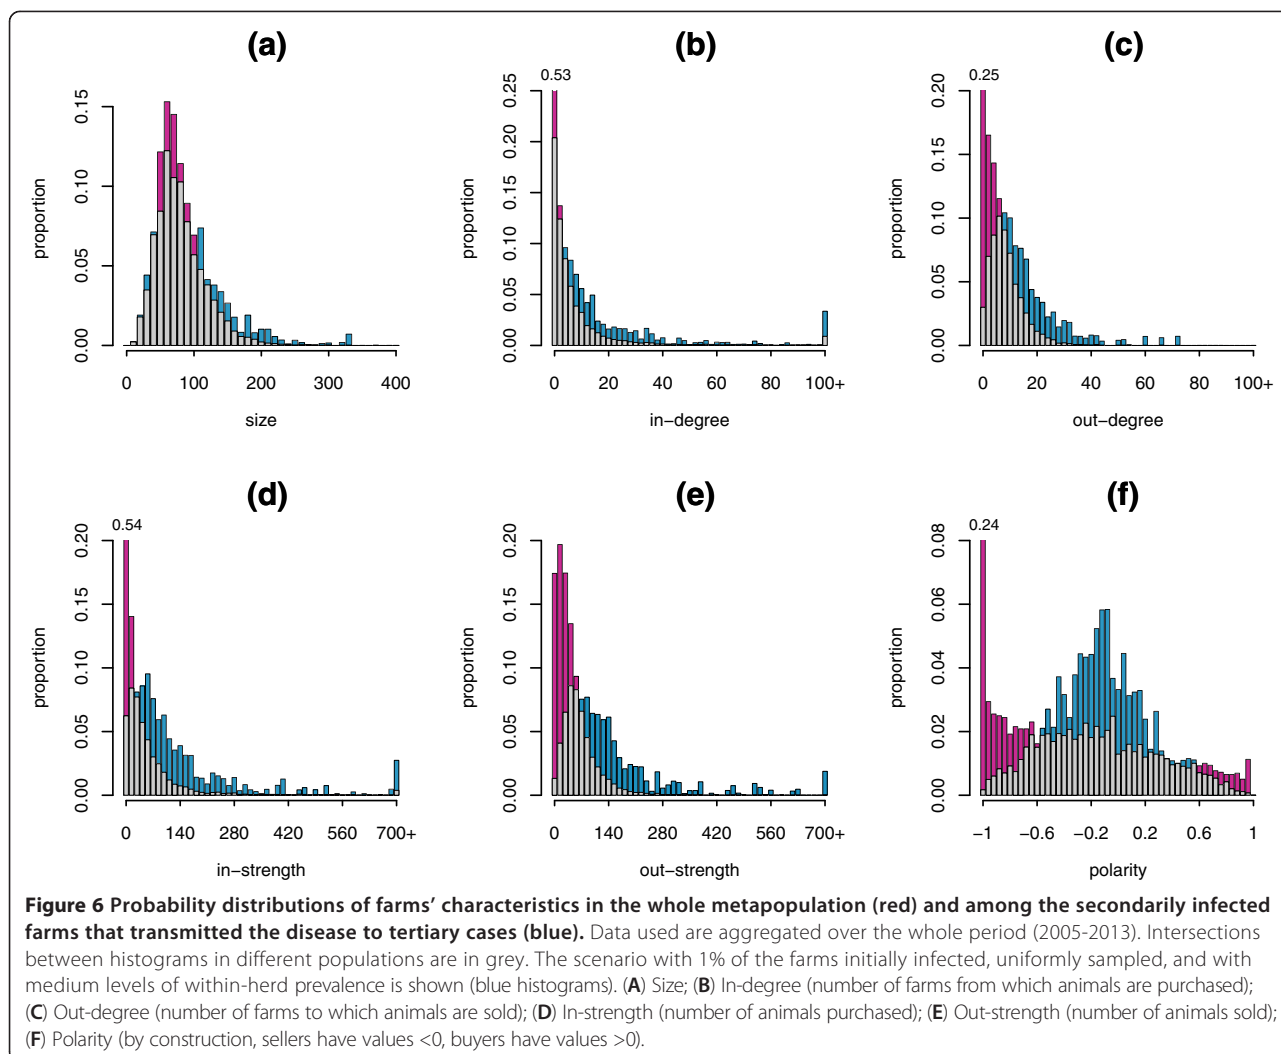 (a)
(b)
(c)
0.53
0.25
proportion
0.00 0.05 0.10 0.15
0 100 200 300 400
size
proportion
0.00 0.05 0.10 0.15 0.20 0.25
0 20 40 60 80 100+
in−degree
proportion
0.00 0.05 0.10 0.15 0.20
0 20 40 60 80 100+
out−degree
(d)
(e)
(f)
0.54
0.24
proportion
0.00 0.05 0.10 0.15 0.20
0 140 280 420 560 700+
in−strength
proportion
0.00 0.05 0.10 0.15 0.20
0 140 280 420 560 700+
out−strength
proportion
0.00 0.02 0.04 0.06 0.08
−1 −0.6 −0.2 0.2 0.6 1
polarity
Figure 6 Probability distributions of farms’ characteristics in the whole metapopulation (red) and among the secondarily infected
farms that transmitted the disease to tertiary cases (blue). Data used are aggregated over the whole period (2005-2013). Intersections
between histograms in different populations are in grey. The scenario with 1% of the farms initially infected, uniformly sampled, and with
medium levels of within-herd prevalence is shown (blue histograms). (A) Size; (B) In-degree (number of farms from which animals are purchased);
(C) Out-degree (number of farms to which animals are sold); (D) In-strength (number of animals purchased); (E) Out-strength (number of animals sold);
(F) Polarity (by construction, sellers have values <0, buyers have values >0).